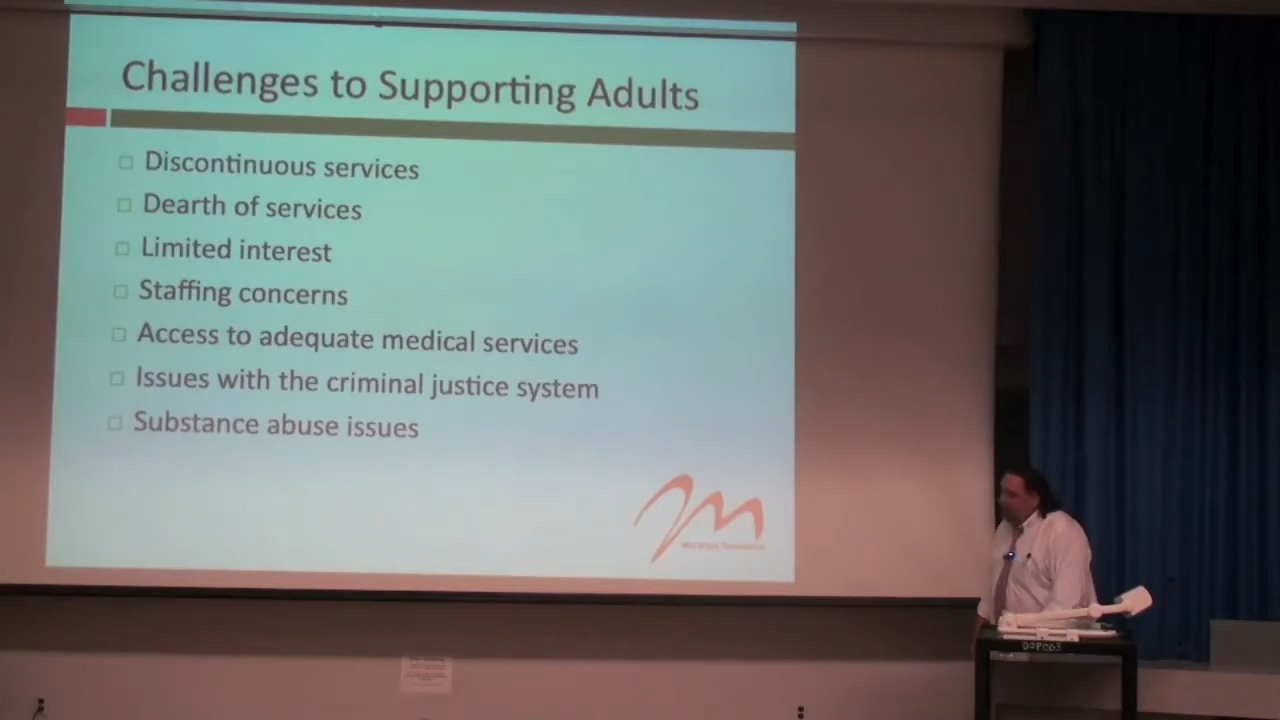 Challenges to Supporting Adults
Discontinuous services
Dearth of services
Limited interest
Staffing concerns
Access to adequate medical services
Issues with the criminal justice system
Substance abuse issues